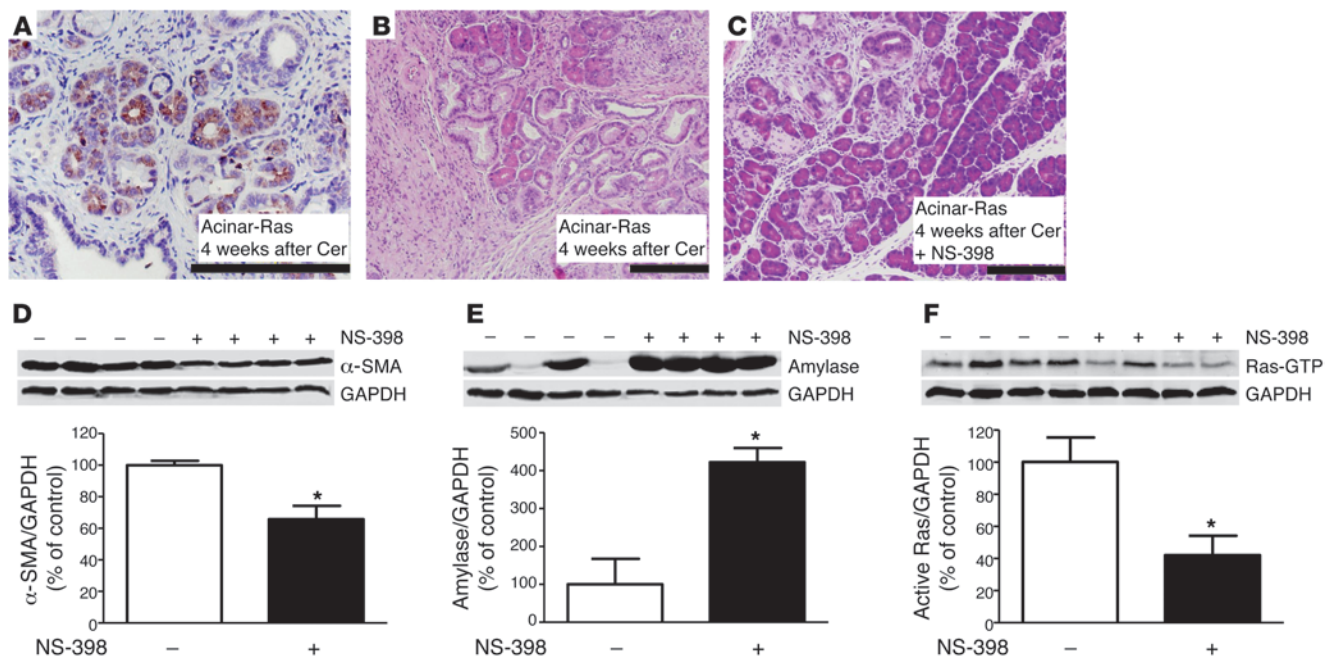 A
Acinar-Ras
4 weeks after Cer
B
Acinar-Ras
4 weeks after Cer
C
Acinar-Ras
4 weeks after Cer
+ NS-398
D
– – – – + + + + NS-398
α-SMA
GAPDH
120
100
80
60
40
20
0
α-SMA/GAPDH
(% of control)
*
NS-398 – +
E
– – – – + + + + NS-398
Amylase
GAPDH
500
400
300
200
100
0
Amylase/GAPDH
(% of control)
*
NS-398 – +
F
– – – – + + + + NS-398
Ras-GTP
GAPDH
120
100
80
60
40
20
0
Active Ras/GAPDH
(% of control)
*
NS-398 – +